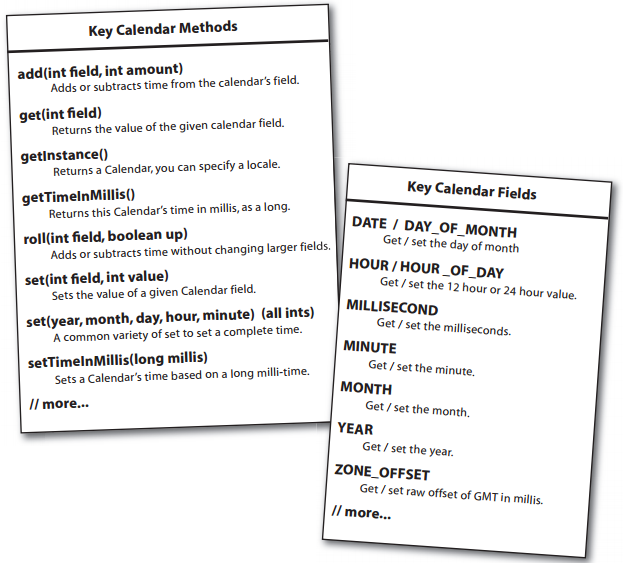 Key Calendar Methods
add(int field, int amount)
Adds or subtracts time from the calendar's field.
get(int field)
Returns the value of the given calendar field.
getInstance()
Returns a Calendar, you can specify a locale.
getTimeInMillis()
Returns this Calendar's time in millis, as a long.
roll(int field, boolean up)
Adds or subtracts time without changing larger fields.
set(int field, int value)
Sets the value of a given Calendar field.
set(year, month, day, hour, minute) (all ints)
A common variety of set to set a complete time.
setTimeInMillis(long millis)
Sets a Calendar's time based on a long milli-time.
// more...
Key Calendar Fields
DATE / DAY_OF_MONTH
Get / set the day of month
HOUR / HOUR _OF_DAY
Get / set the 12 hour or 24 hour value.
MILLISECOND
Get / set the milliseconds.
MINUTE
Get / set the minute.
MONTH
Get / set the month.
YEAR
Get / set the year.
ZONE_OFFSET
Get / set raw offset of GMT in millis.
// more...